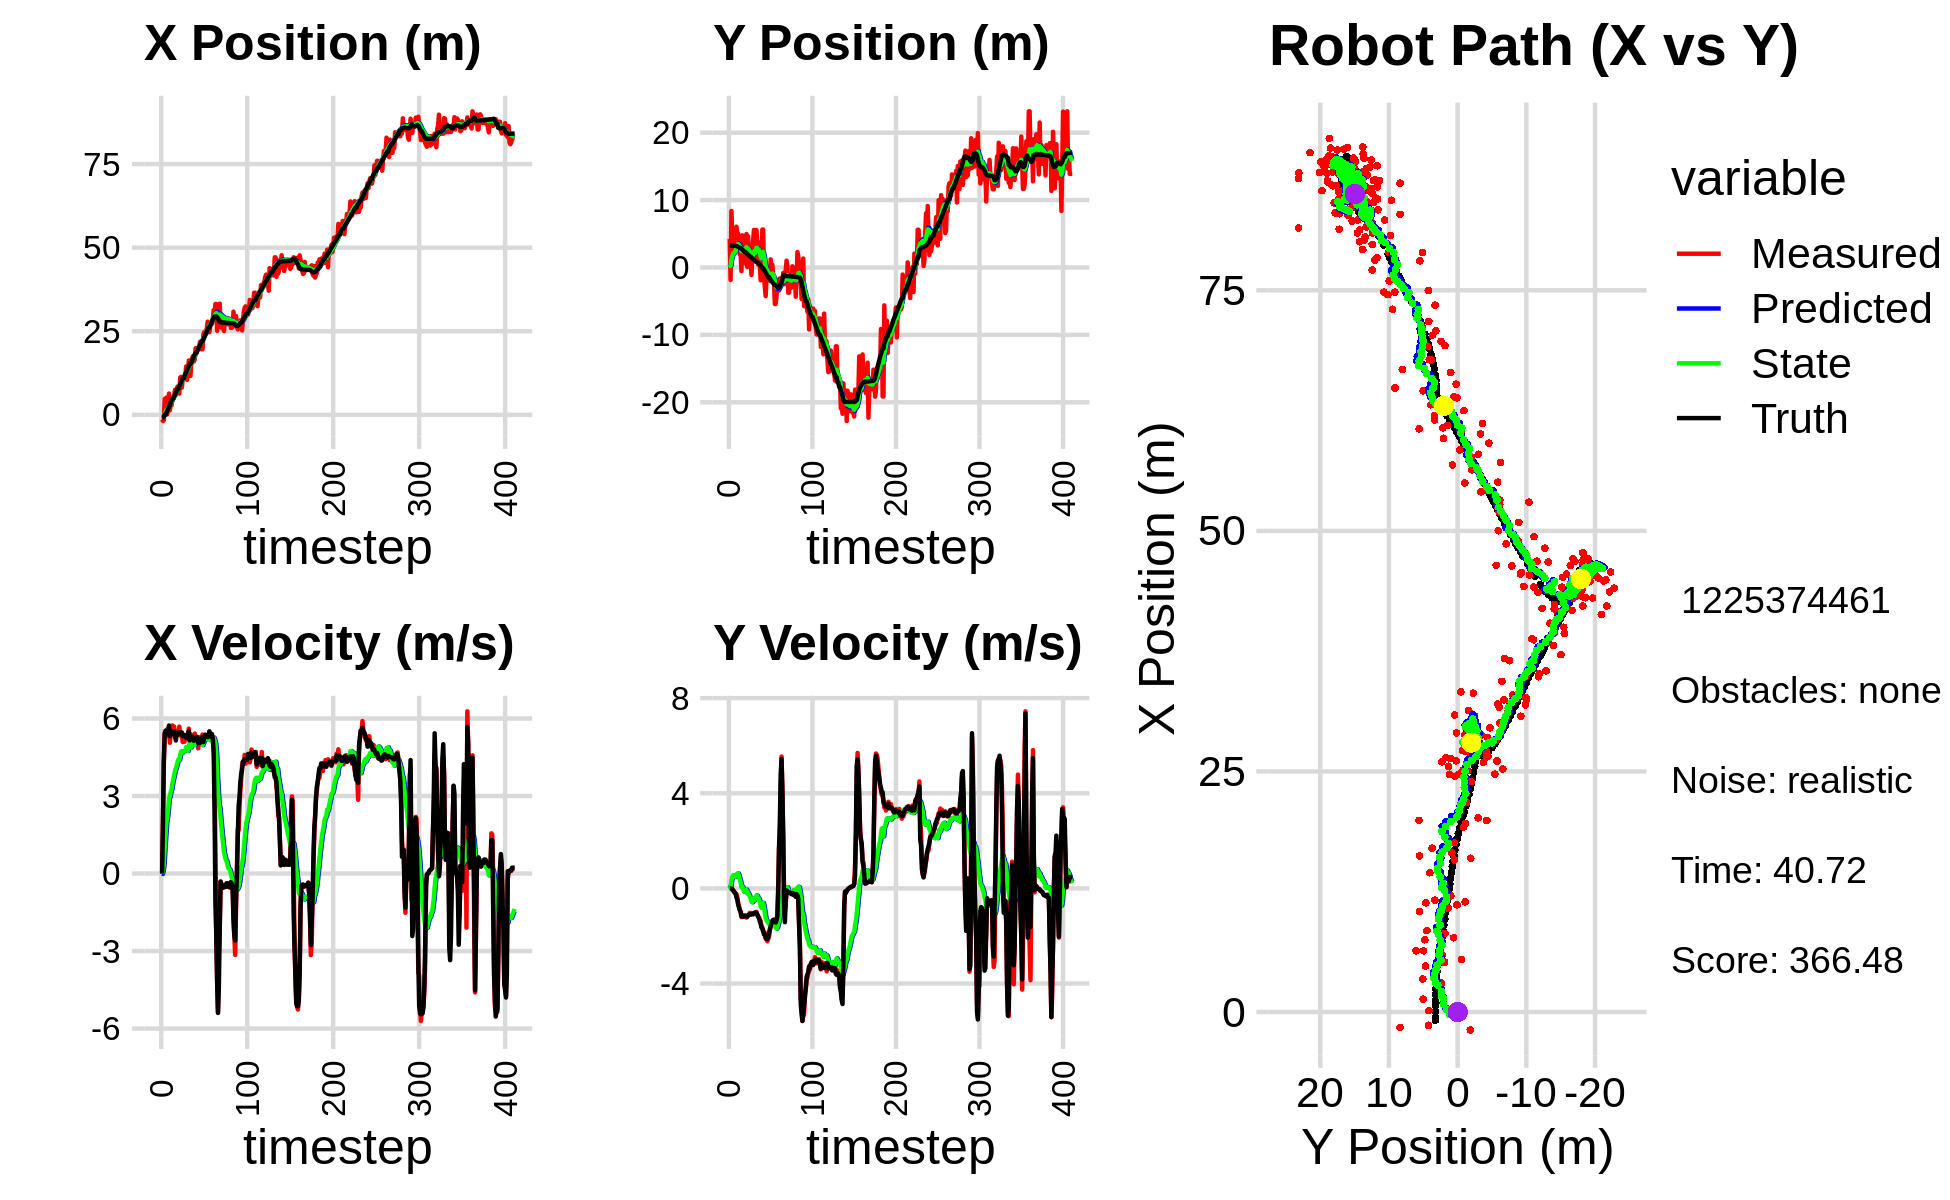 X Position (m)
75
50
25
0
0
100
200
300
400
timestep
Y Position (m)
20
10
0
-10
-20
0
100
200
300
400
timestep
X Velocity (m/s)
6
3
0
-3
-6
0
100
200
300
400
timestep
Y Velocity (m/s)
8
4
0
-4
0
100
200
300
400
timestep
Robot Path (X vs Y)
X Position (m)
75
50
25
0
20 10 0 -10 -20
Y Position (m)
variable
Measured
Predicted
State
Truth
1225374461
Obstacles: none
Noise: realistic
Time: 40.72
Score: 366.48